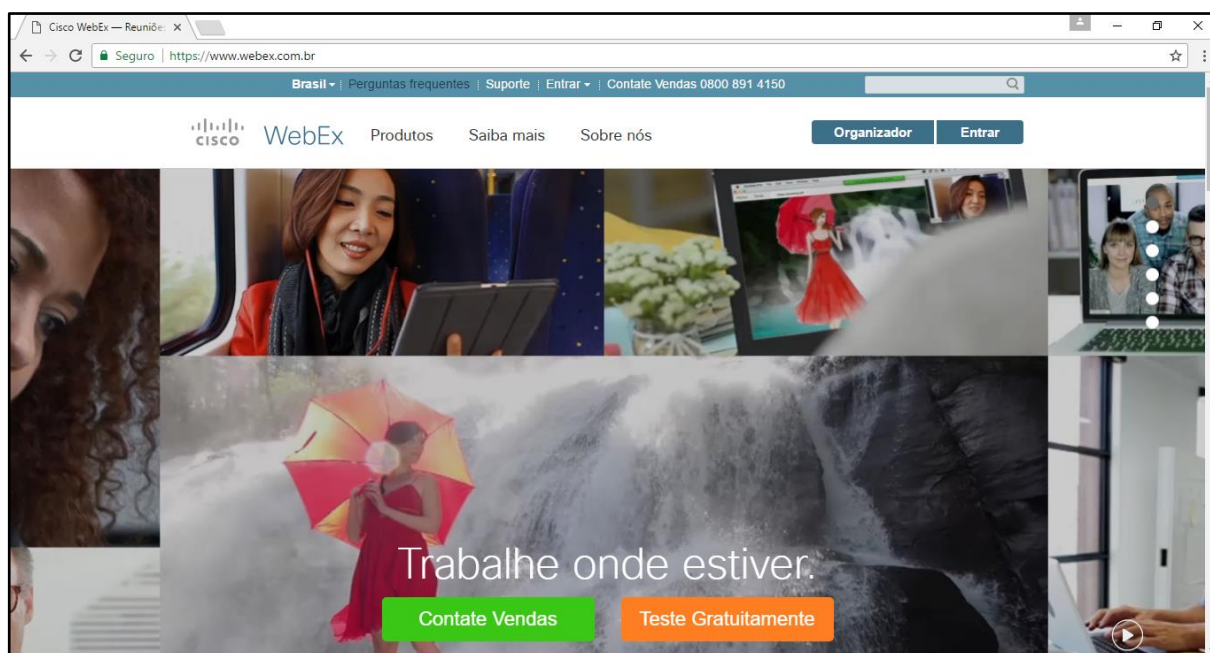 Cisco WebEx — Reuniões
Seguro | https://www.webex.com.br
Brasil Perguntas frequentes Suporte Entrar Contate Vendas 0800 891 4150
CISCO WebEx Produtos Saiba mais Sobre nós Organizador Entrar
Trabalhe onde estiver.
Contate Vendas Teste Gratuitamente